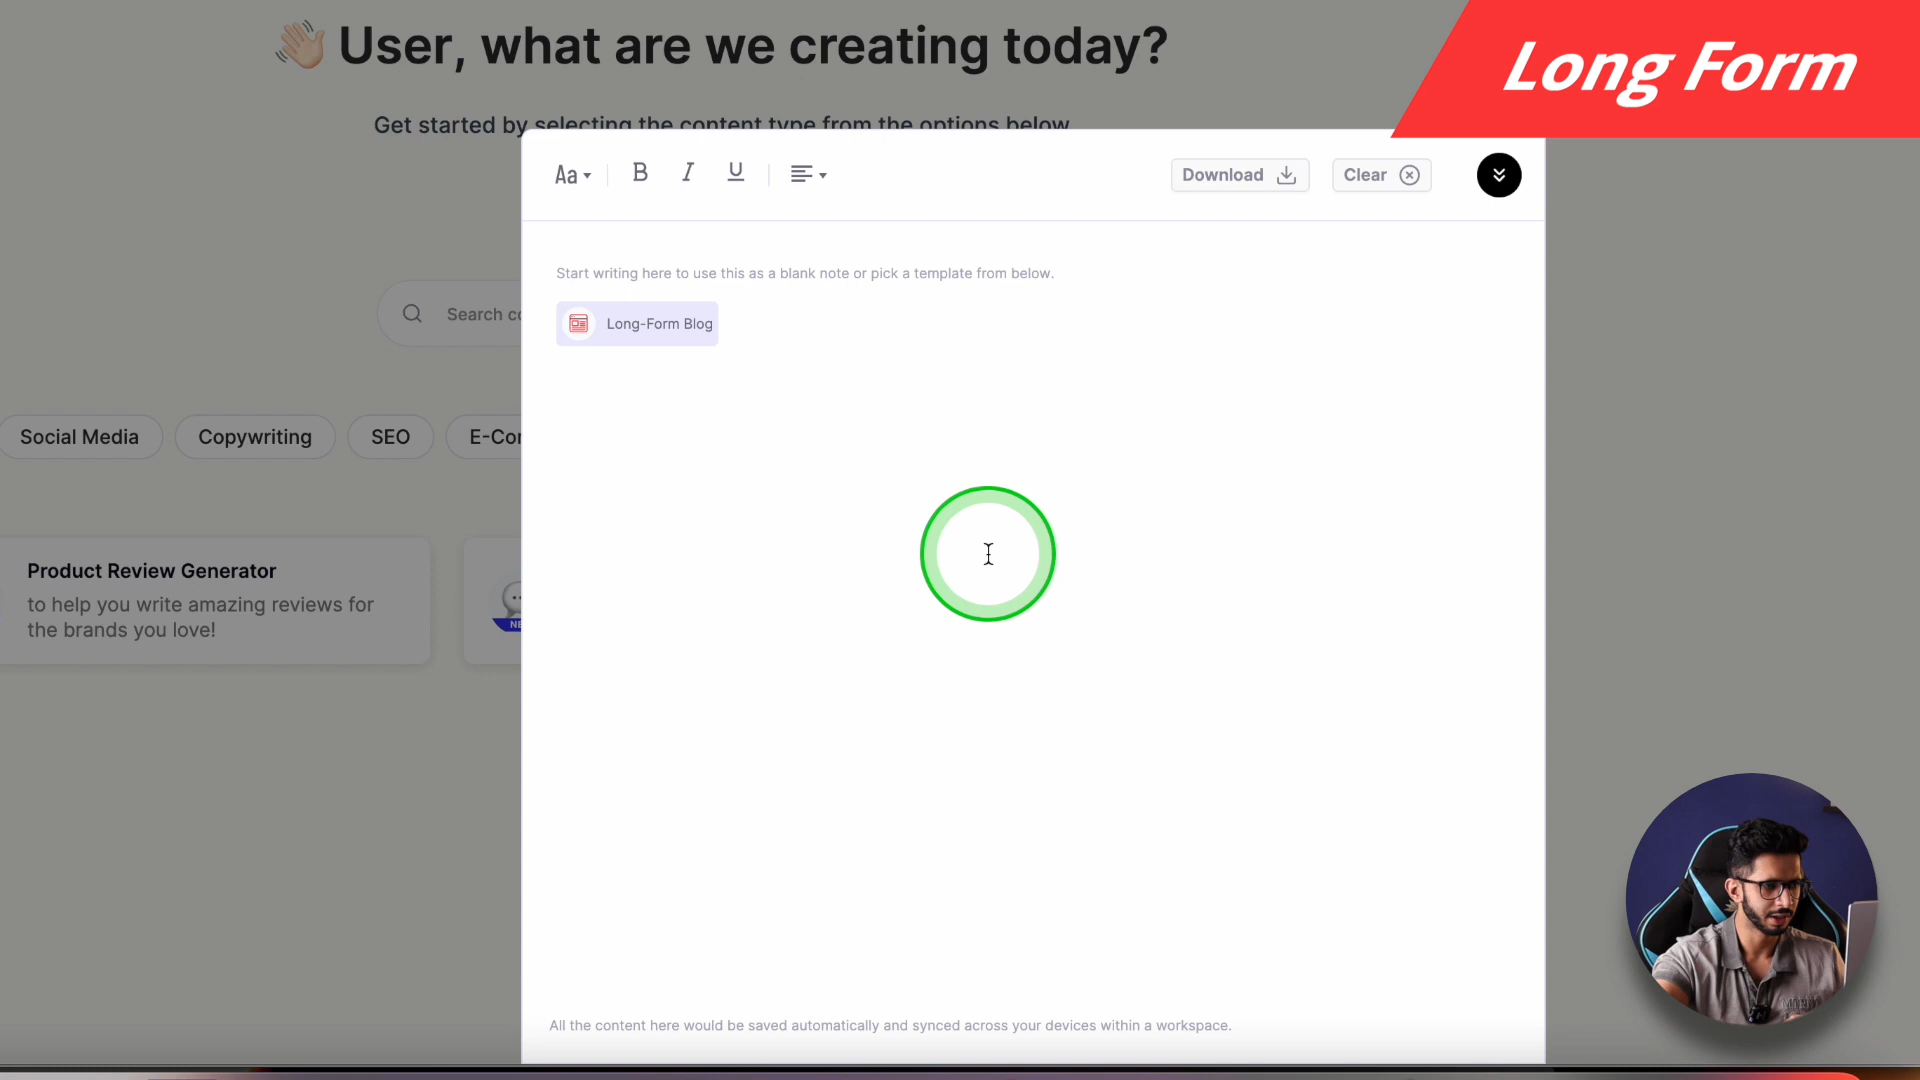 👋🏻 User, what are we creating today?
Long Form
Get started by selecting the content type from the options below
Aa B I U
Download
Clear
Start writing here to use this as a blank note or pick a template from below.
Search co
Long-Form Blog
Social Media
Copywriting
SEO
E-Com
Product Review Generator
to help you write amazing reviews for
the brands you love!
NE
All the content here would be saved automatically and synced across your devices within a workspace.